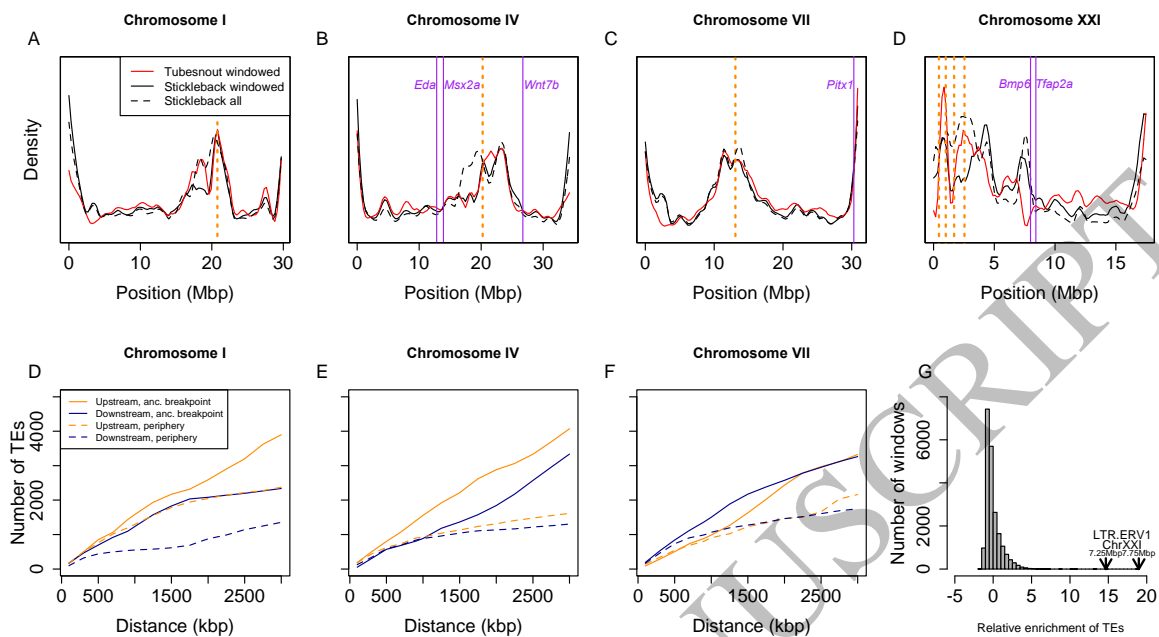 Chromosome I
Chromosome IV
Chromosome VII
Chromosome XXI
A
B
C
D
Tubesnout windowed
Stickleback windowed
Stickleback all
Eda
Msx2a
Wnt7b
Pitx1
Bmp6
Tfap2a
Density
0 10 20 30
0 10 20 30
0 10 20 30
0 5 10 15
Position (Mbp)
Position (Mbp)
Position (Mbp)
Position (Mbp)
Chromosome I
Chromosome IV
Chromosome VII
D
E
F
G
Upstream, anc. breakpoint
Downstream, anc. breakpoint
Upstream, periphery
Downstream, periphery
Number of TEs
0 2000 4000
Number of windows
0 2000 6000
LTR.ERV1
ChrXXI
7.25Mbp7.75Mbp
0 500 1500 2500
0 500 1500 2500
0 500 1500 2500
-5 0 5 10 15 20
Distance (kbp)
Distance (kbp)
Distance (kbp)
Relative enrichment of TEs
USCRIPT